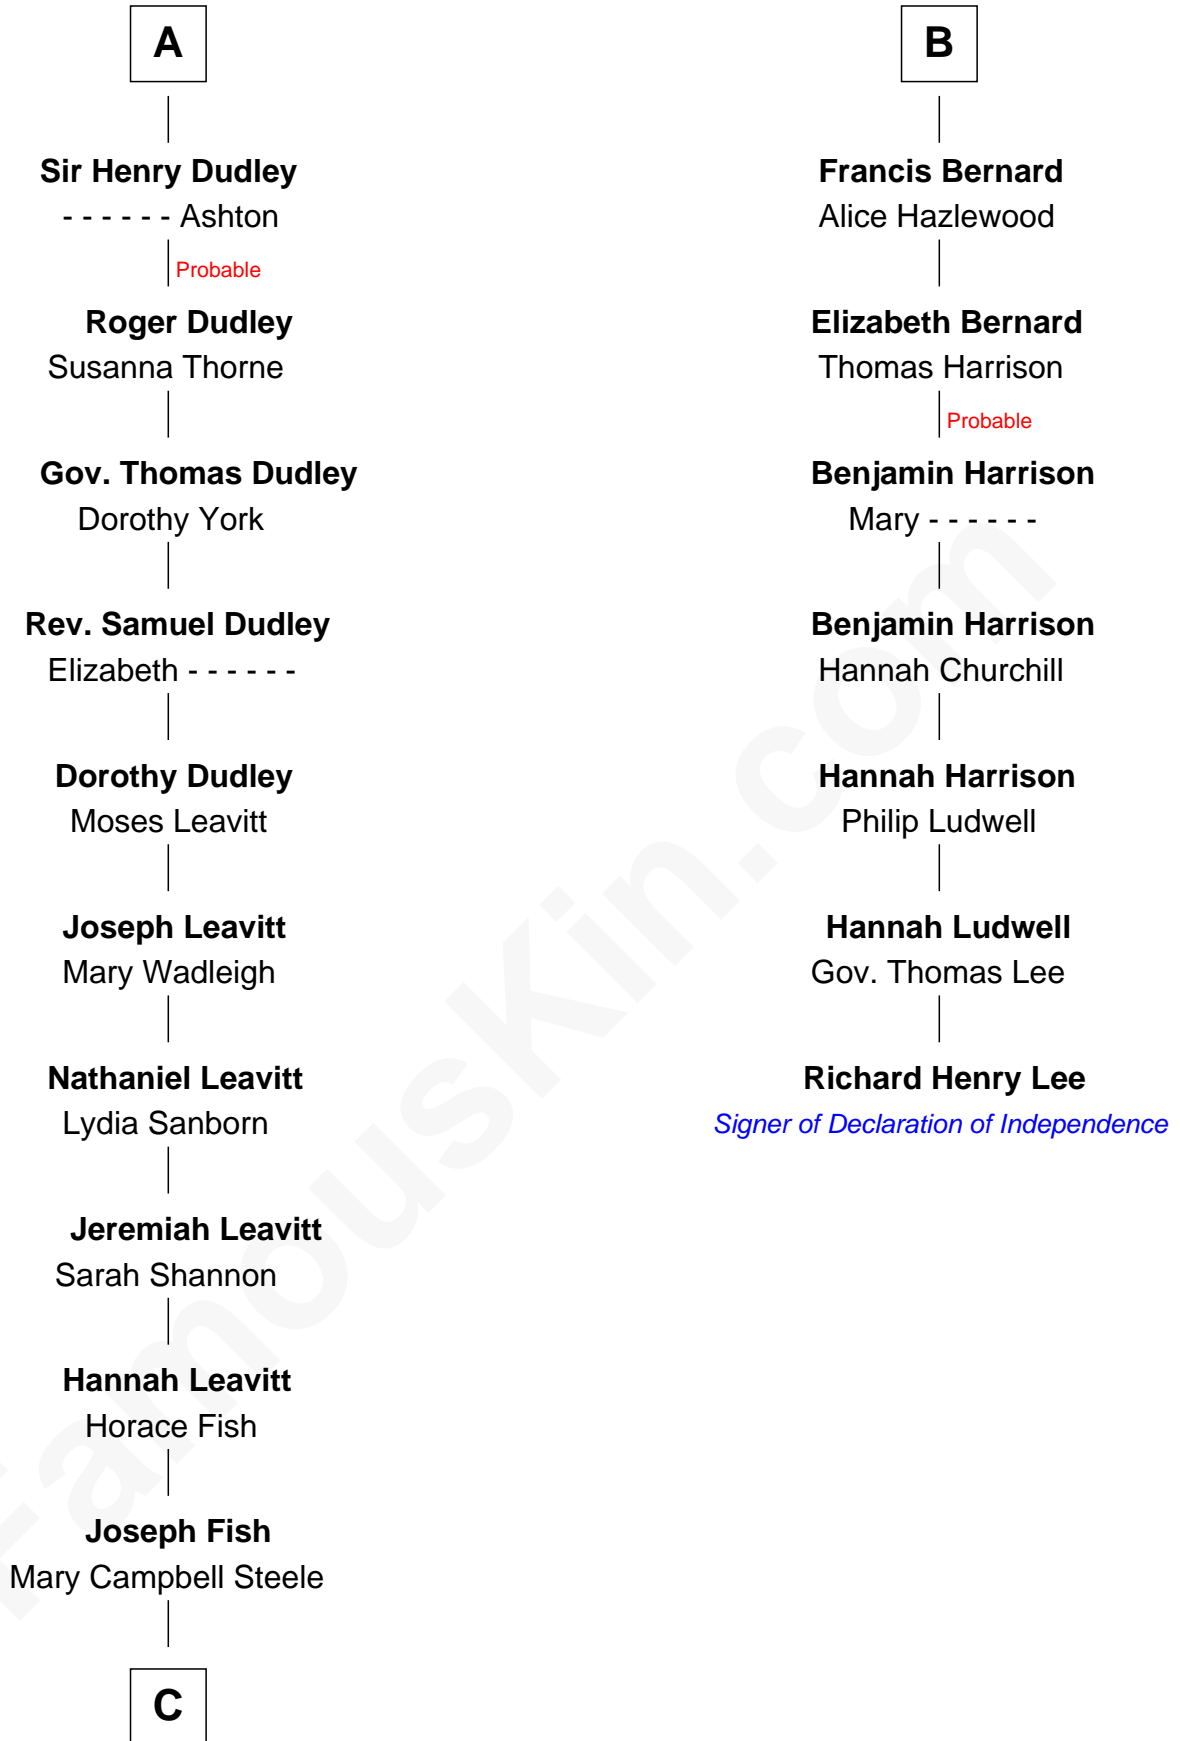 A
Sir Henry Dudley
- - - - - - Ashton
Probable
Roger Dudley
Susanna Thorne
Gov. Thomas Dudley
Dorothy York
Rev. Samuel Dudley
Elizabeth - - - - - -
Dorothy Dudley
Moses Leavitt
Joseph Leavitt
Mary Wadleigh
Nathaniel Leavitt
Lydia Sanborn
Jeremiah Leavitt
Sarah Shannon
Hannah Leavitt
Horace Fish
Joseph Fish
Mary Campbell Steele
C
B
Francis Bernard
Alice Hazlewood
Elizabeth Bernard
Thomas Harrison
Probable
Benjamin Harrison
Mary - - - - - -
Benjamin Harrison
Hannah Churchill
Hannah Harrison
Philip Ludwell
Hannah Ludwell
Gov. Thomas Lee
Richard Henry Lee
Signer of Declaration of Independence
FamousKin.com